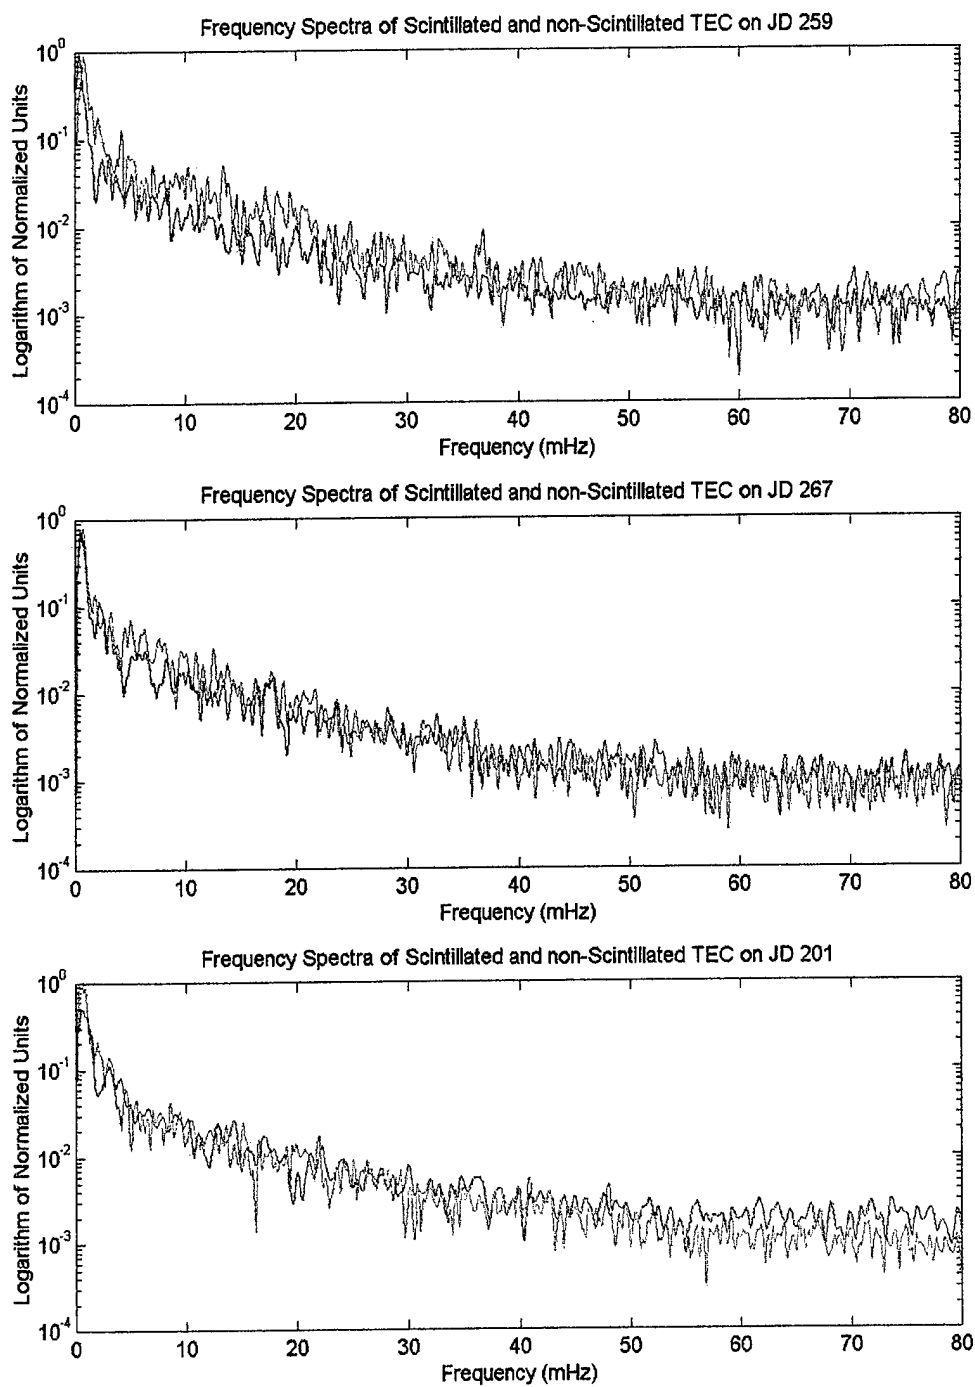 Frequency Spectra of Scintillated and non-Scintillated TEC on JD 259
Logarithm of Normalized Units
10^0
10^-1
10^-2
10^-3
10^-4
0 10 20 30 40 50 60 70 80
Frequency (mHz)
Frequency Spectra of Scintillated and non-Scintillated TEC on JD 267
Logarithm of Normalized Units
10^0
10^-1
10^-2
10^-3
10^-4
0 10 20 30 40 50 60 70 80
Frequency (mHz)
Frequency Spectra of Scintillated and non-Scintillated TEC on JD 201
Logarithm of Normalized Units
10^0
10^-1
10^-2
10^-3
10^-4
0 10 20 30 40 50 60 70 80
Frequency (mHz)